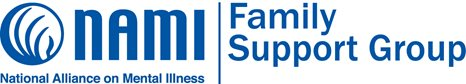 nami
National Alliance on Mental Illness
Family
Support Group